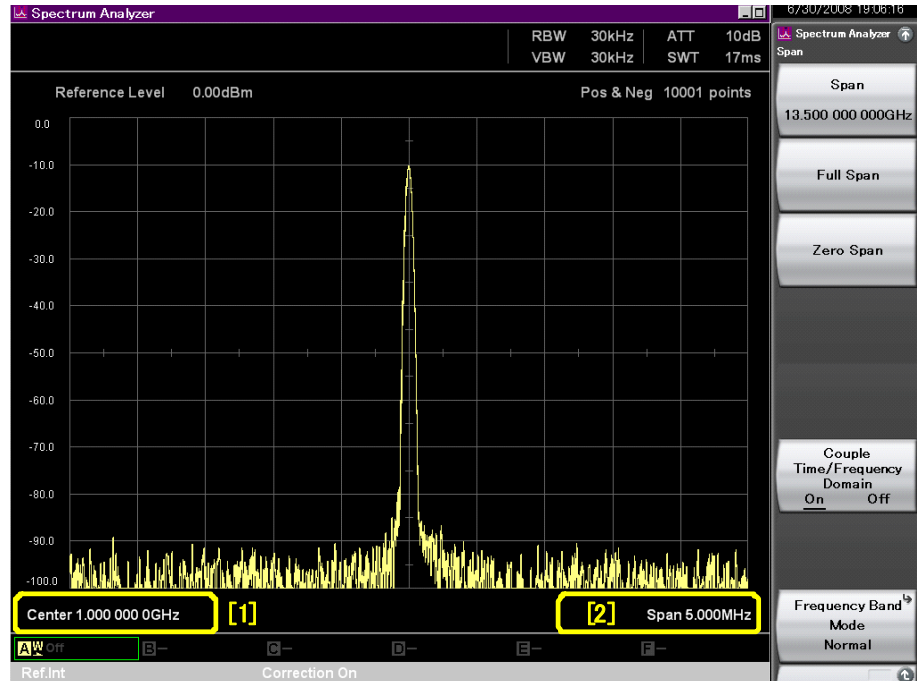 Spectrum Analyzer
6/30/2008 19:06:16
RBW 30kHz ATT 10dB
VBW 30kHz SWT 17ms
Spectrum Analyzer
Span
Reference Level 0.00dBm Pos & Neg 10001 points
Span
13.500 000 000GHz
0.0
-10.0
Full Span
-20.0
Zero Span
-30.0
-40.0
-50.0
-60.0
-70.0
Couple
Time/Frequency
Domain
On Off
-80.0
-90.0
-100.0
Center 1.000 000 0GHz [1] [2] Span 5.000MHz
Frequency Band
Mode
Normal
A W Off B- C- D- E- F-
Ref.Int Correction On